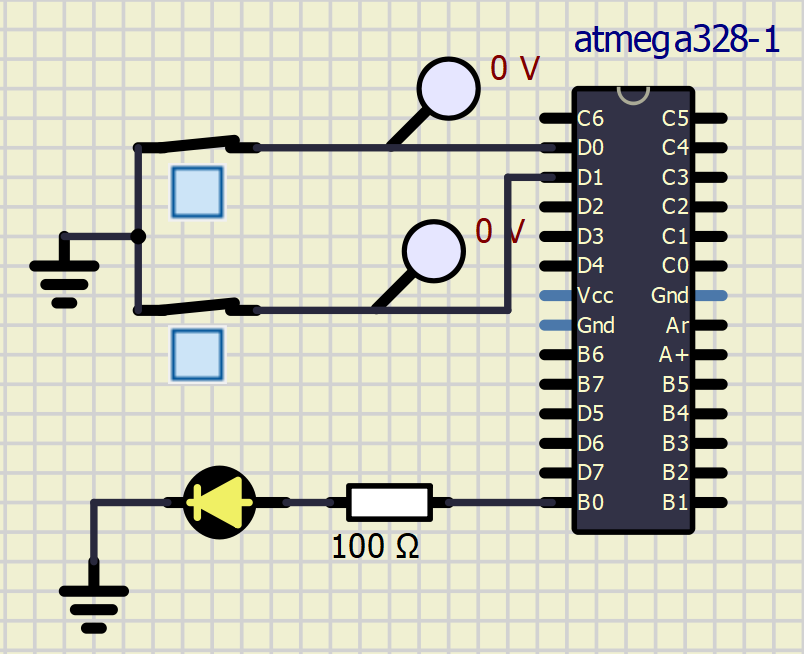 atmega328-1
0 V
C6 C5
D0 C4
D1 C3
D2 C2
0 V
D3 C1
D4 C0
Vcc Gnd
Gnd Ar
B6 A+
B7 B5
D5 B4
D6 B3
D7 B2
B0 B1
100 Ω